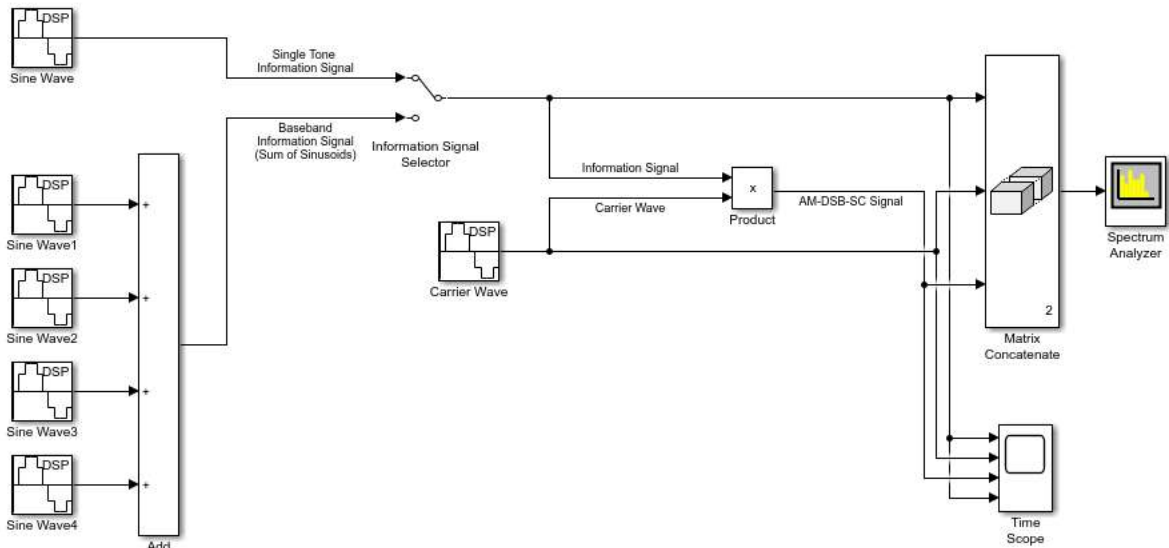 DSP
Sine Wave
Single Tone
Information Signal
Baseband
Information Signal
(Sum of Sinusoids)
Information Signal
Selector
DSP
Sine Wave1
+
DSP
Sine Wave2
+
DSP
Sine Wave3
+
DSP
Sine Wave4
+
Add
Information Signal
Carrier Wave
x
Product
AM-DSB-SC Signal
DSP
Carrier Wave
2
Matrix
Concatenate
Spectrum
Analyzer
Time
Scope